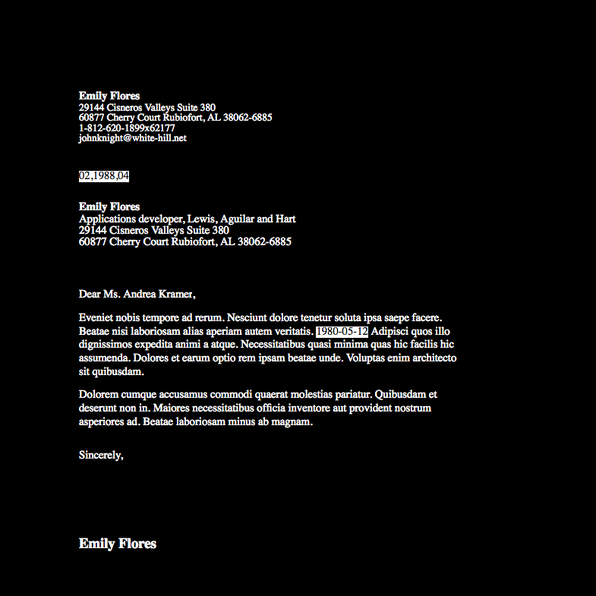 Emily Flores
29144 Cisneros Valleys Suite 380
60877 Cherry Court Rubiofort, AL 38062-6885
1-812-620-1899x62177
johnknight@white-hill.net
02,1988,04
Emily Flores
Applications developer, Lewis, Aguilar and Hart
29144 Cisneros Valleys Suite 380
60877 Cherry Court Rubiofort, AL 38062-6885
Dear Ms. Andrea Kramer,
Eveniet nobis tempore ad rerum. Nesciunt dolore tenetur soluta ipsa saepe facere.
Beatae nisi laboriosam alias aperiam autem veritatis. 1980-05-12 Adipisci quos illo
dignissimos expedita animi a atque. Necessitatibus quasi minima quas hic facilis hic
assumenda. Dolores et earum optio rem ipsam beatae unde. Voluptas enim architecto
sit quibusdam.
Dolorem cumque accusamus commodi quaerat molestias pariatur. Quibusdam et
deserunt non in. Maiores necessitatibus officia inventore aut provident nostrum
asperiores ad. Beatae laboriosam minus ab magnam.
Sincerely,
Emily Flores